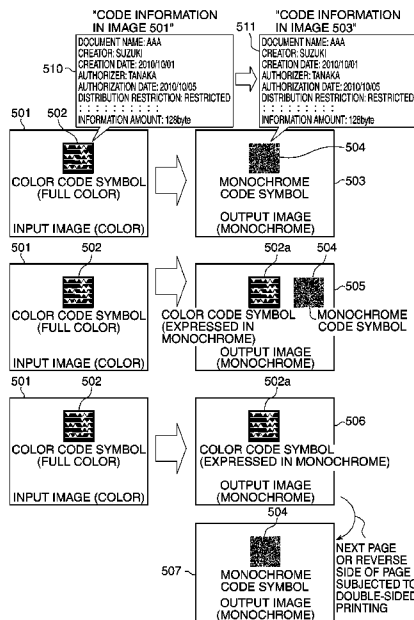 "CODE INFORMATION
IN IMAGE 501"
510
DOCUMENT NAME: AAA
CREATOR: SUZUKI
CREATION DATE: 2010/10/01
AUTHORIZER: TANAKA
AUTHORIZATION DATE: 2010/10/05
DISTRIBUTION RESTRICTION: RESTRICTED
: : : : : : : : :
INFORMATION AMOUNT: 128byte
"CODE INFORMATION
IN IMAGE 503"
511
DOCUMENT NAME: AAA
CREATOR: SUZUKI
CREATION DATE: 2010/10/01
AUTHORIZER: TANAKA
AUTHORIZATION DATE: 2010/10/05
DISTRIBUTION RESTRICTION: RESTRICTED
: : : : : : : : :
INFORMATION AMOUNT: 128byte
501
502
COLOR CODE SYMBOL
(FULL COLOR)
INPUT IMAGE (COLOR)
504
MONOCHROME
CODE SYMBOL
503
OUTPUT IMAGE
(MONOCHROME)
501
502
COLOR CODE SYMBOL
(FULL COLOR)
INPUT IMAGE (COLOR)
502a
504
505
COLOR CODE SYMBOL
(EXPRESSED IN
MONOCHROME)
MONOCHROME
CODE SYMBOL
OUTPUT IMAGE
(MONOCHROME)
501
502
COLOR CODE SYMBOL
(FULL COLOR)
INPUT IMAGE (COLOR)
502a
506
COLOR CODE SYMBOL
(EXPRESSED IN MONOCHROME)
OUTPUT IMAGE
(MONOCHROME)
504
507
MONOCHROME
CODE SYMBOL
OUTPUT IMAGE
(MONOCHROME)
NEXT PAGE
OR REVERSE
SIDE OF PAGE
SUBJECTED TO
DOUBLE-SIDED
PRINTING